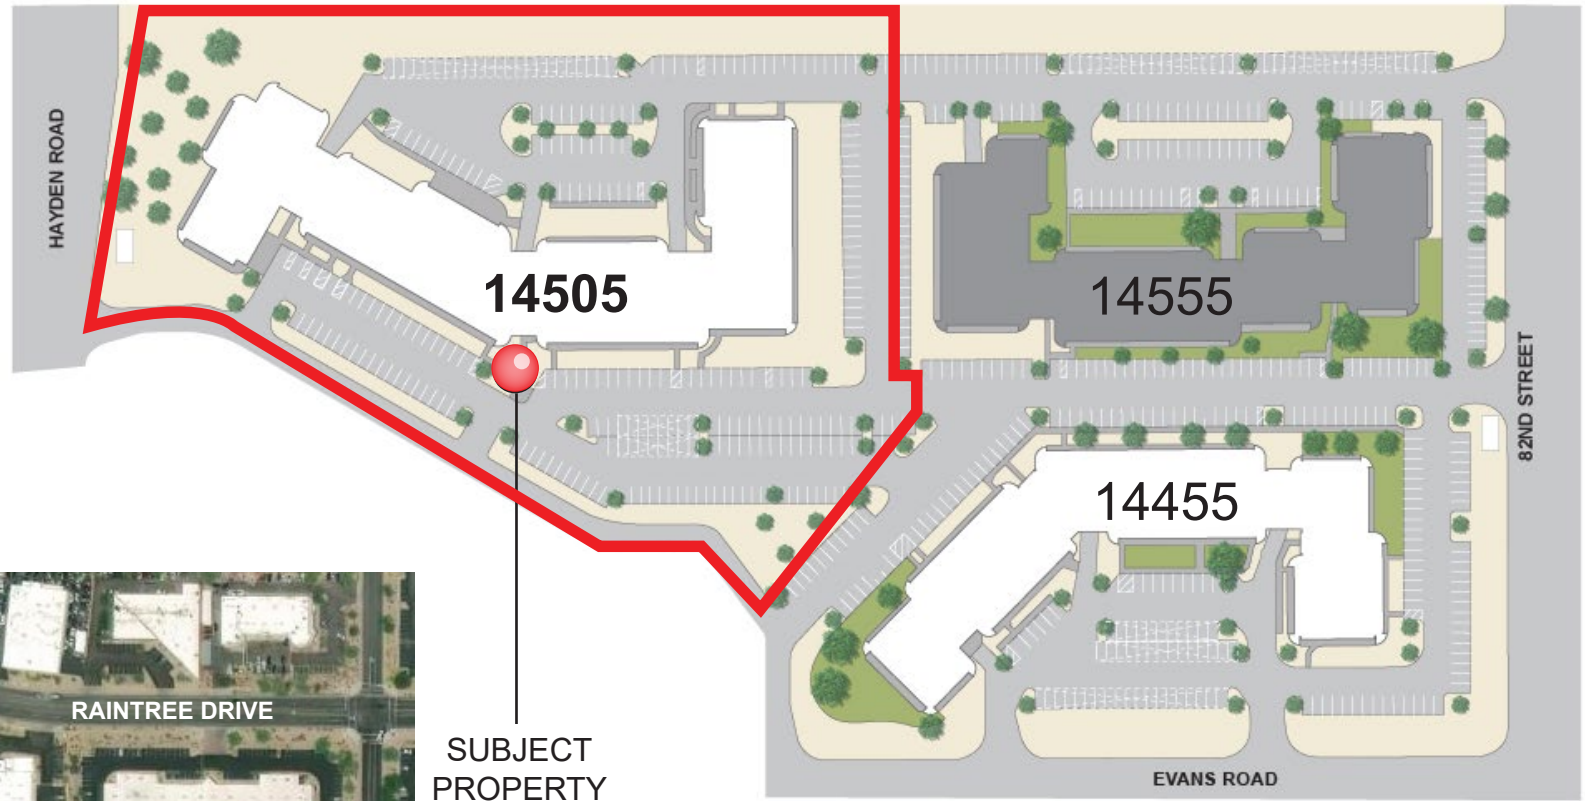 HAYDEN ROAD
14505
14555
82ND STREET
14455
RAINTREE DRIVE
SUBJECT
PROPERTY
EVANS ROAD